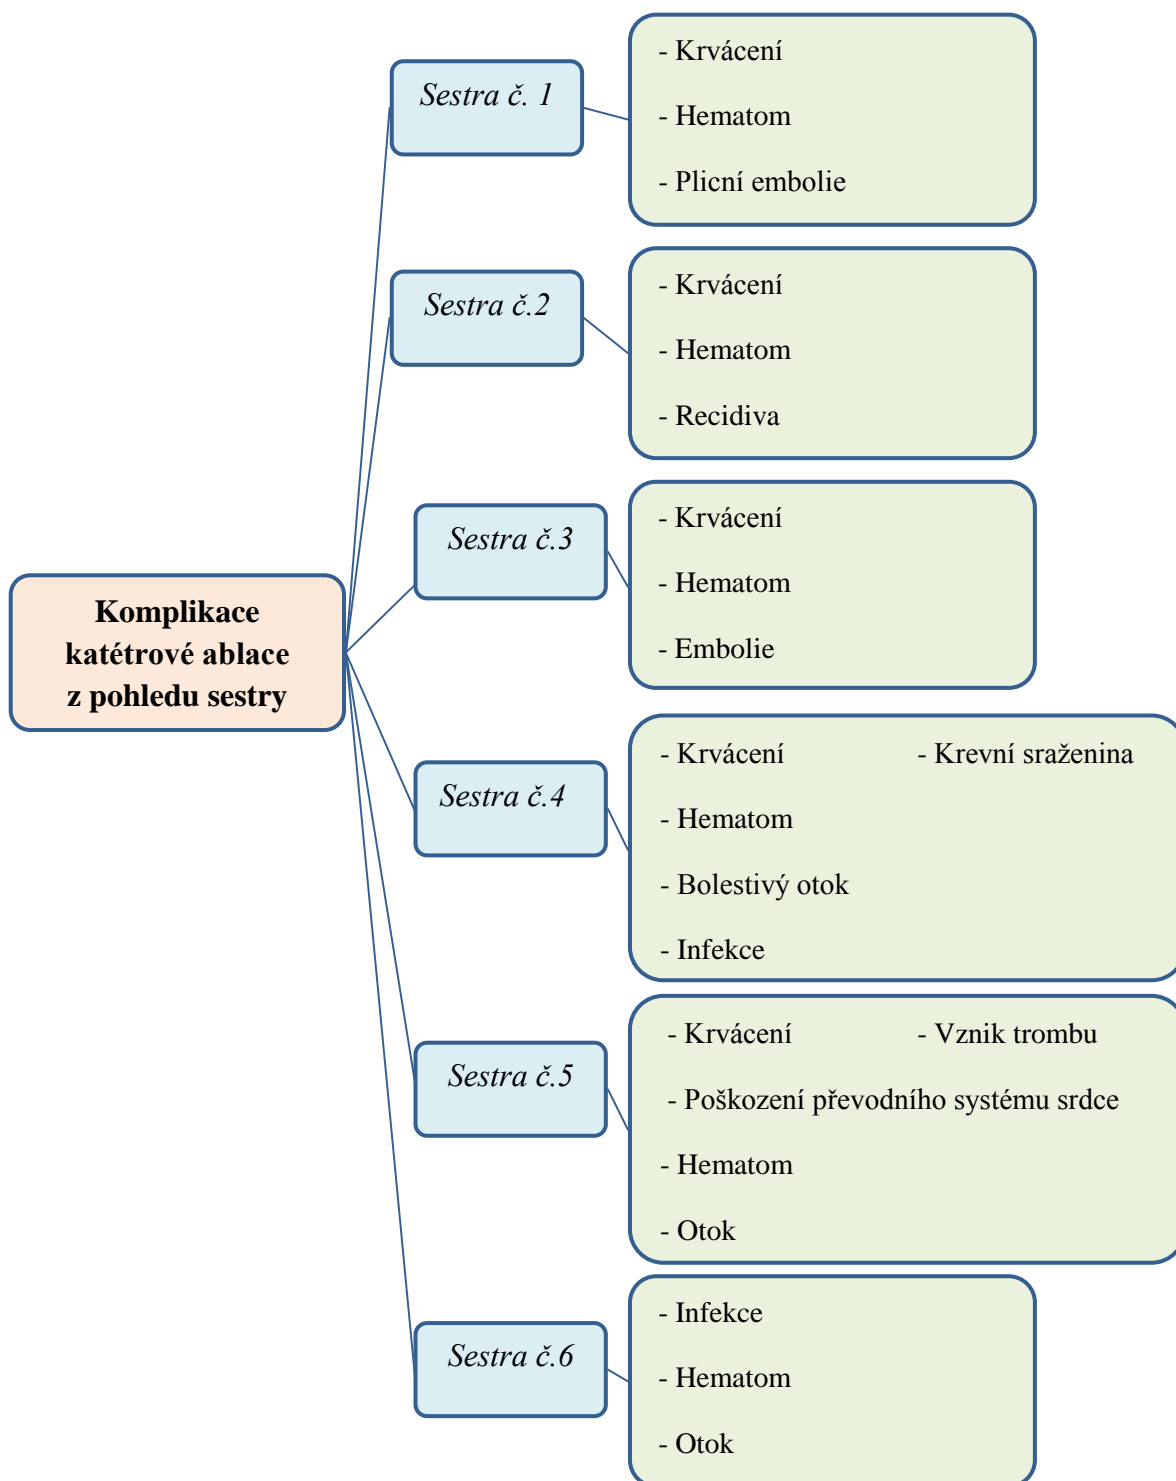 Komplikace
katétrové ablace
z pohledu sestry
Sestra č. 1
- Krvácení
- Hematom
- Plicní embolie
Sestra č.2
- Krvácení
- Hematom
- Recidiva
Sestra č.3
- Krvácení
- Hematom
- Embolie
Sestra č.4
- Krvácení - Krevní sraženina
- Hematom
- Bolestivý otok
- Infekce
Sestra č.5
- Krvácení - Vznik trombu
- Poškození převodního systému srdce
- Hematom
- Otok
Sestra č.6
- Infekce
- Hematom
- Otok